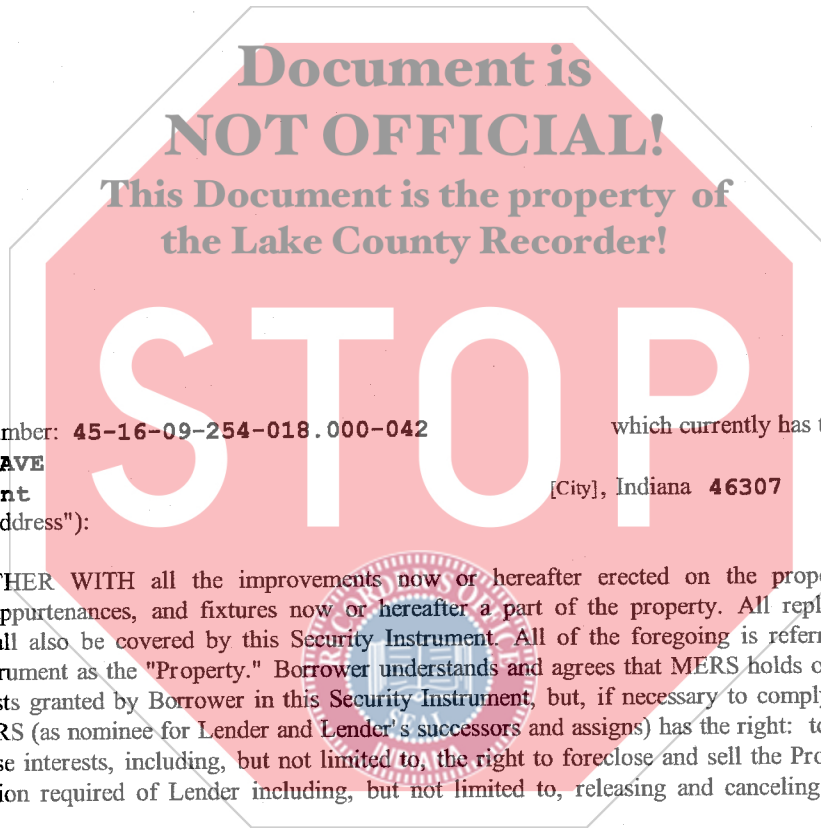 Document is
NOT OFFICIAL!
This Document is the property of
the Lake County Recorder!
STOP
mber: 45-16-09-254-018.000-042 which currently has t
AVE
nt [City], Indiana 46307
ddress"):
HER WITH all the improvements now or hereafter erected on the prope
ppurtenances, and fixtures now or hereafter a part of the property. All repl
ll also be covered by this Security Instrument. All of the foregoing is referr
rument as the "Property." Borrower understands and agrees that MERS holds o
sts granted by Borrower in this Security Instrument, but, if necessary to comply
RS (as nominee for Lender and Lender's successors and assigns) has the right: to
se interests, including, but not limited to, the right to foreclose and sell the Pro
ion required of Lender including, but not limited to, releasing and canceling
RECORDER'S OFFICE
SEAL